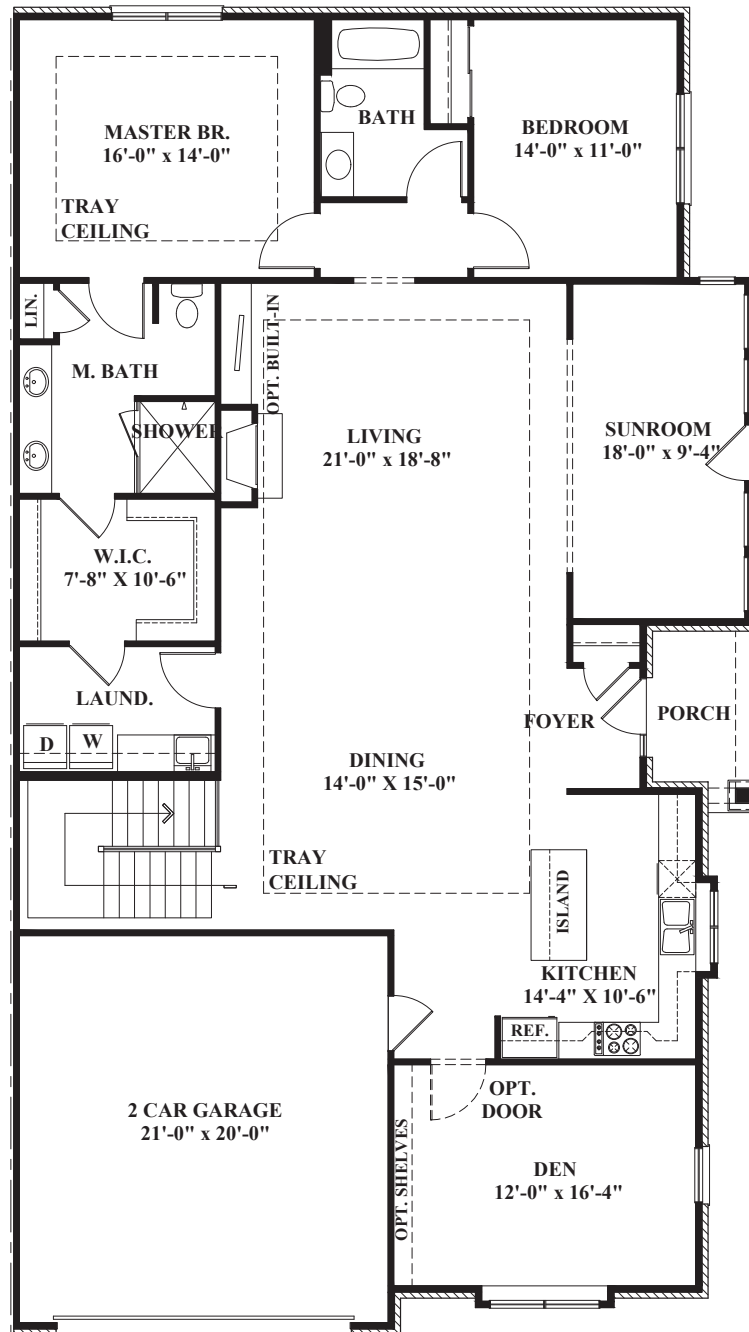 MASTER BR.
16'-0" x 14'-0"
TRAY
CEILING
BATH
BEDROOM
14'-0" x 11'-0"
LIN.
M. BATH
SHOWER
OPT. BUILT-IN
LIVING
21'-0" x 18'-8"
SUNROOM
18'-0" x 9'-4"
W.I.C.
7'-8" X 10'-6"
LAUND.
D
W
FOYER
PORCH
DINING
14'-0" X 15'-0"
TRAY
CEILING
ISLAND
KITCHEN
14'-4" X 10'-6"
REF.
2 CAR GARAGE
21'-0" x 20'-0"
OPT.
DOOR
OPT. SHELVES
DEN
12'-0" x 16'-4"